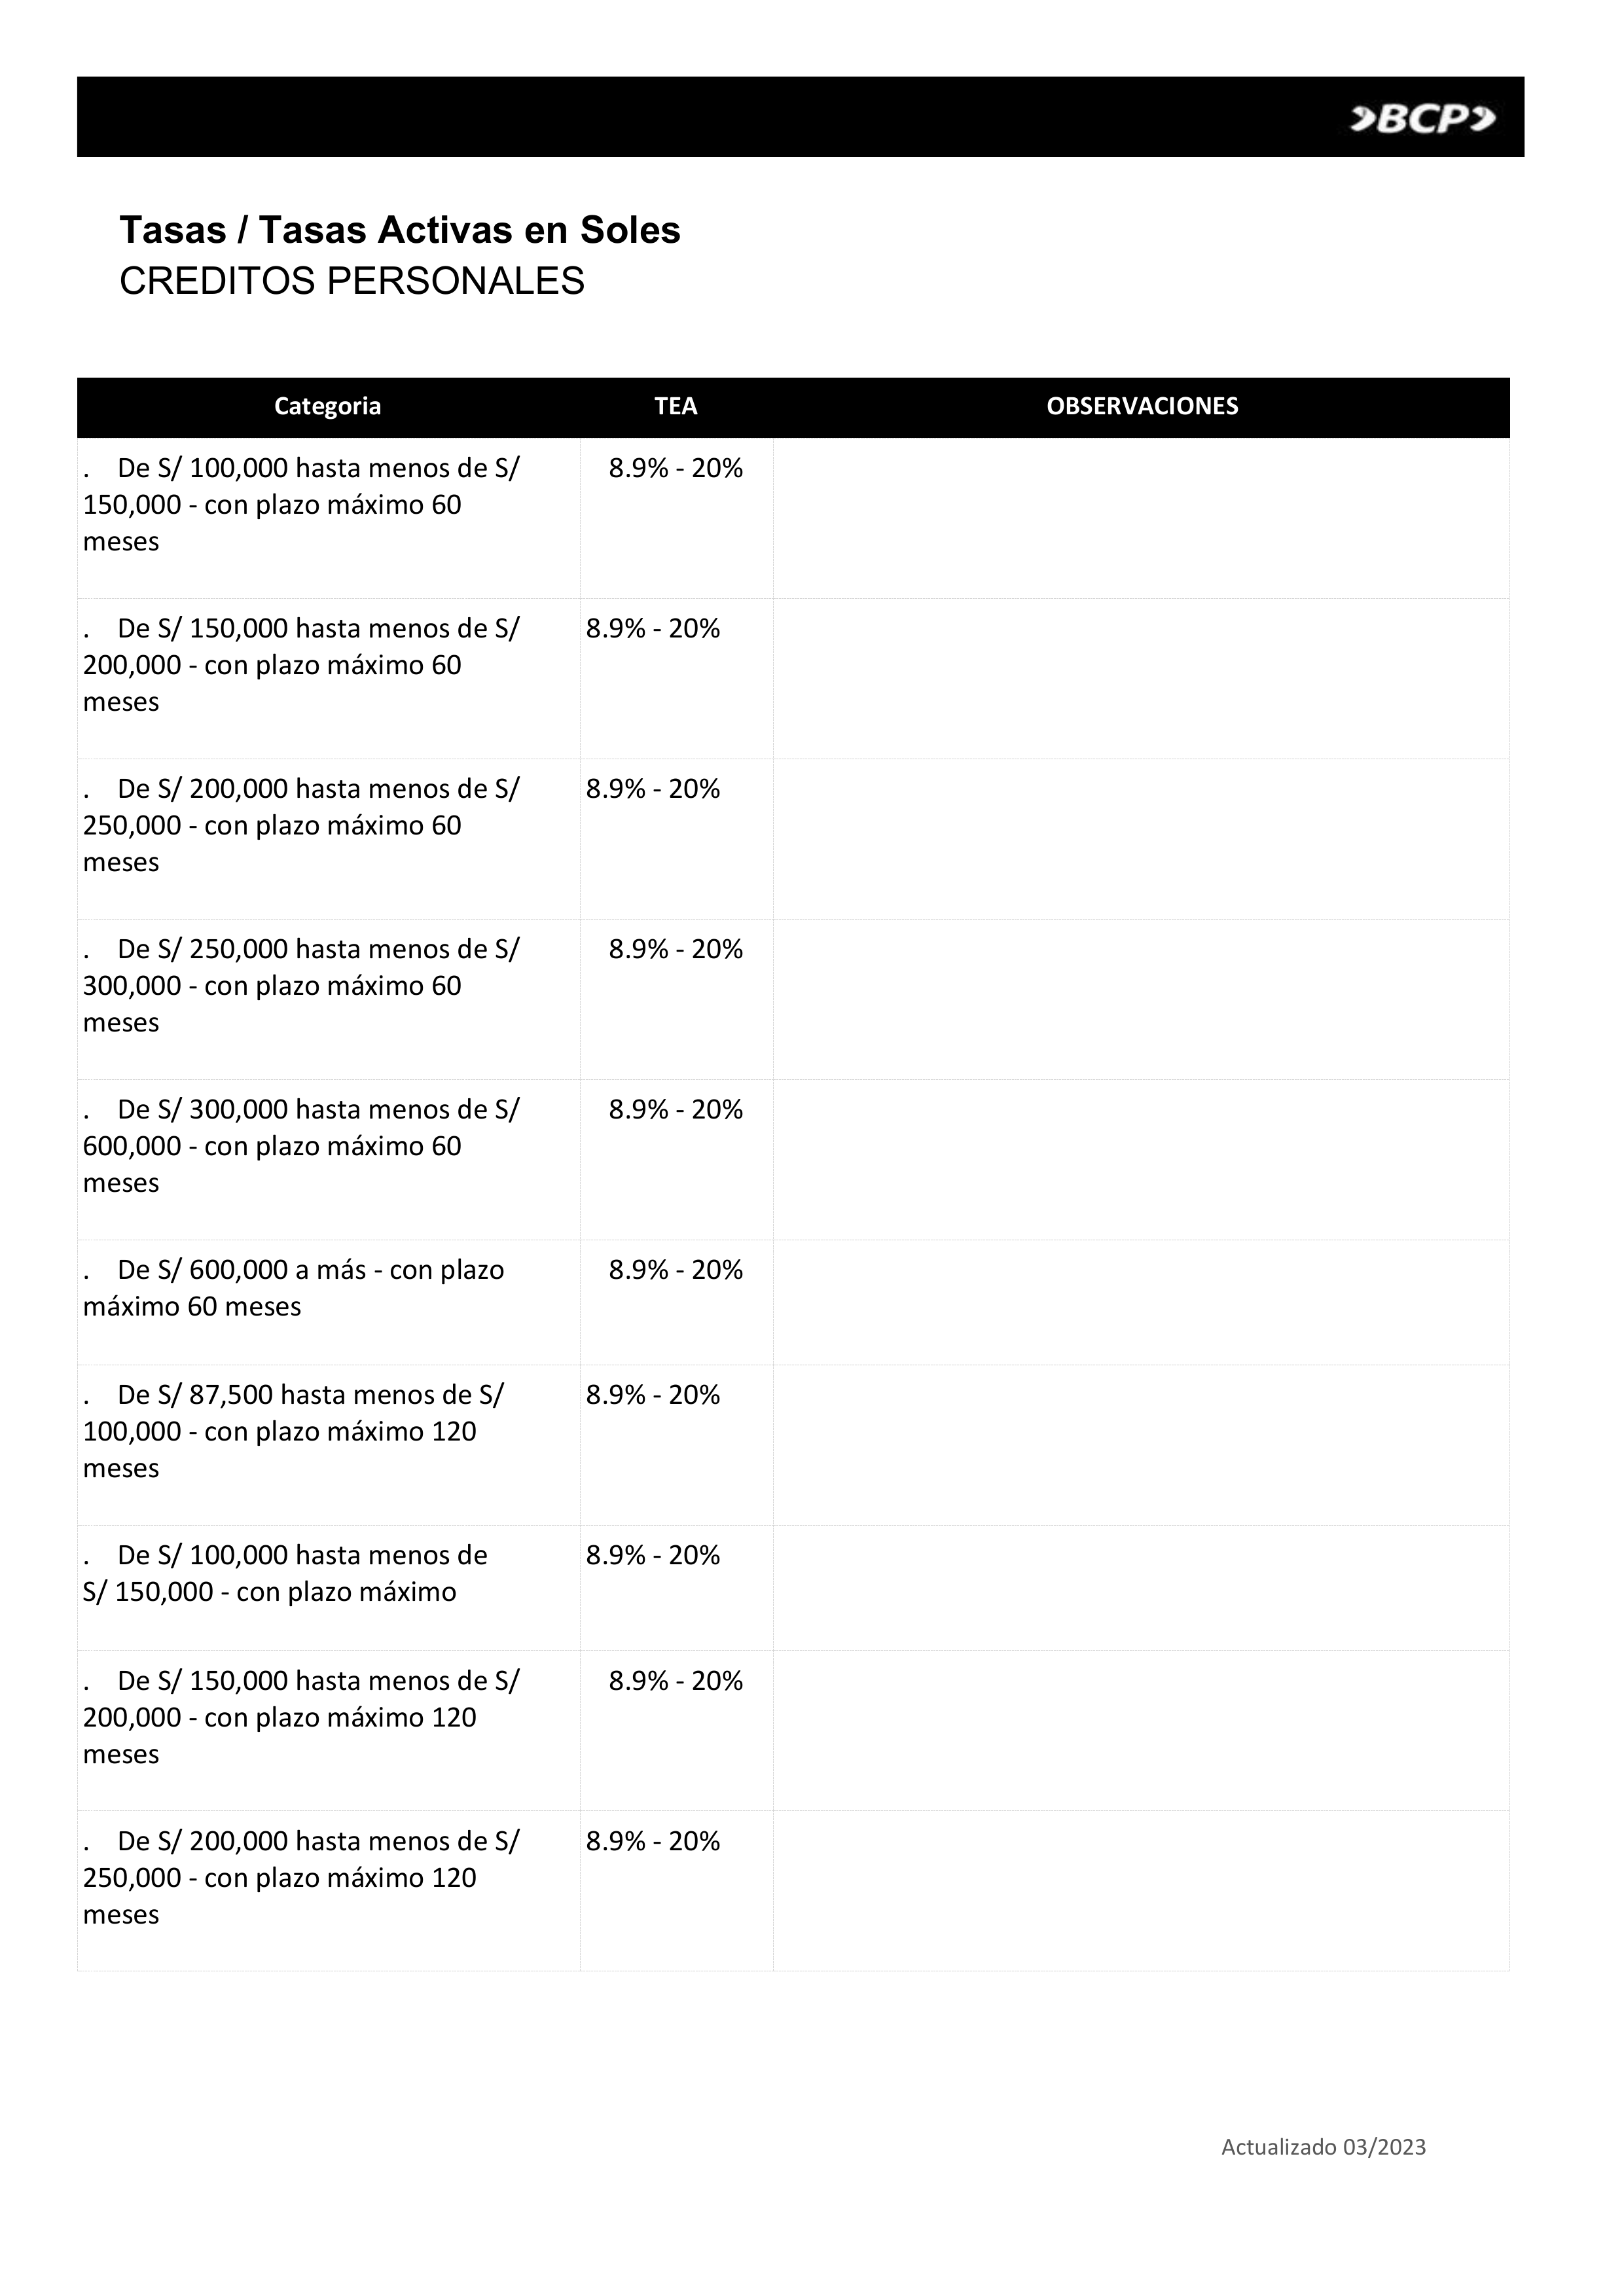 BCP
Tasas / Tasas Activas en Soles
CREDITOS PERSONALES
Categoria TEA OBSERVACIONES
. De S/ 100,000 hasta menos de S/ 8.9% - 20%
150,000 - con plazo máximo 60
meses
. De S/ 150,000 hasta menos de S/ 8.9% - 20%
200,000 - con plazo máximo 60
meses
. De S/ 200,000 hasta menos de S/ 8.9% - 20%
250,000 - con plazo máximo 60
meses
. De S/ 250,000 hasta menos de S/ 8.9% - 20%
300,000 - con plazo máximo 60
meses
. De S/ 300,000 hasta menos de S/ 8.9% - 20%
600,000 - con plazo máximo 60
meses
. De S/ 600,000 a más - con plazo 8.9% - 20%
máximo 60 meses
. De S/ 87,500 hasta menos de S/ 8.9% - 20%
100,000 - con plazo máximo 120
meses
. De S/ 100,000 hasta menos de 8.9% - 20%
S/ 150,000 - con plazo máximo
. De S/ 150,000 hasta menos de S/ 8.9% - 20%
200,000 - con plazo máximo 120
meses
. De S/ 200,000 hasta menos de S/ 8.9% - 20%
250,000 - con plazo máximo 120
meses
Actualizado 03/2023